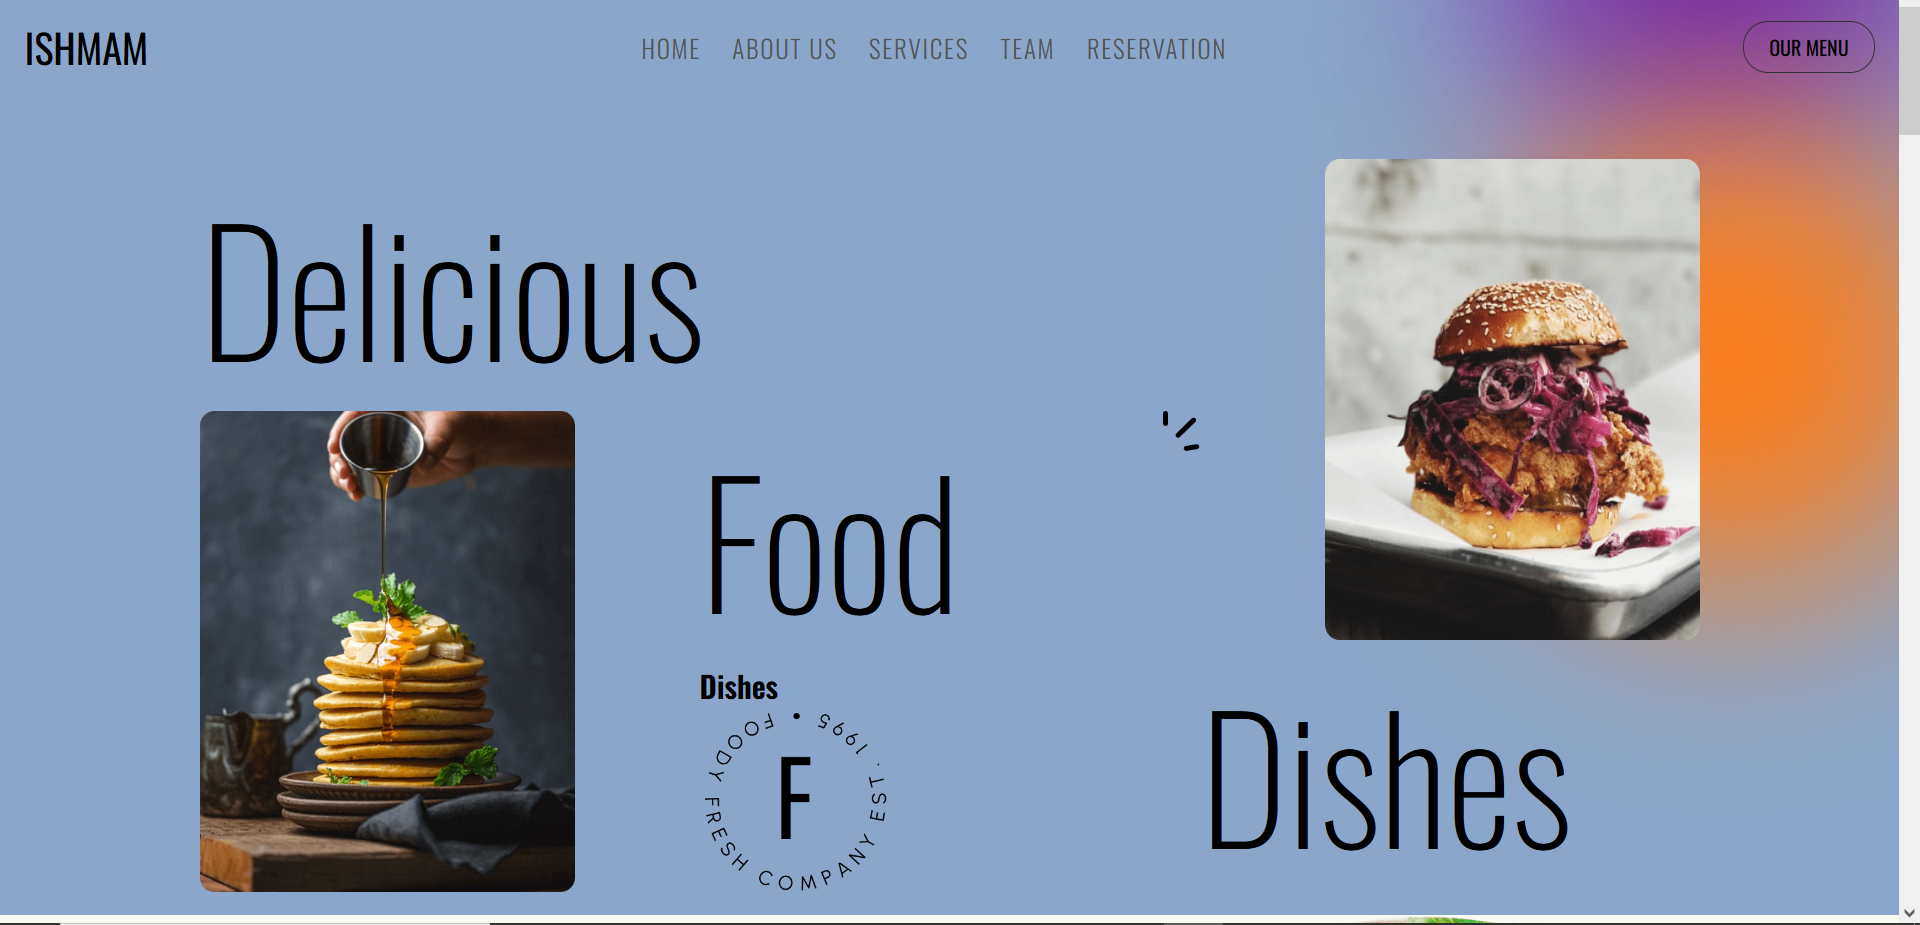 ISHMAM
HOME ABOUT US SERVICES TEAM RESERVATION
OUR MENU
Delicious
Food
Dishes
FOODY FRESH COMPANY EST . 1995 •
F
Dishes